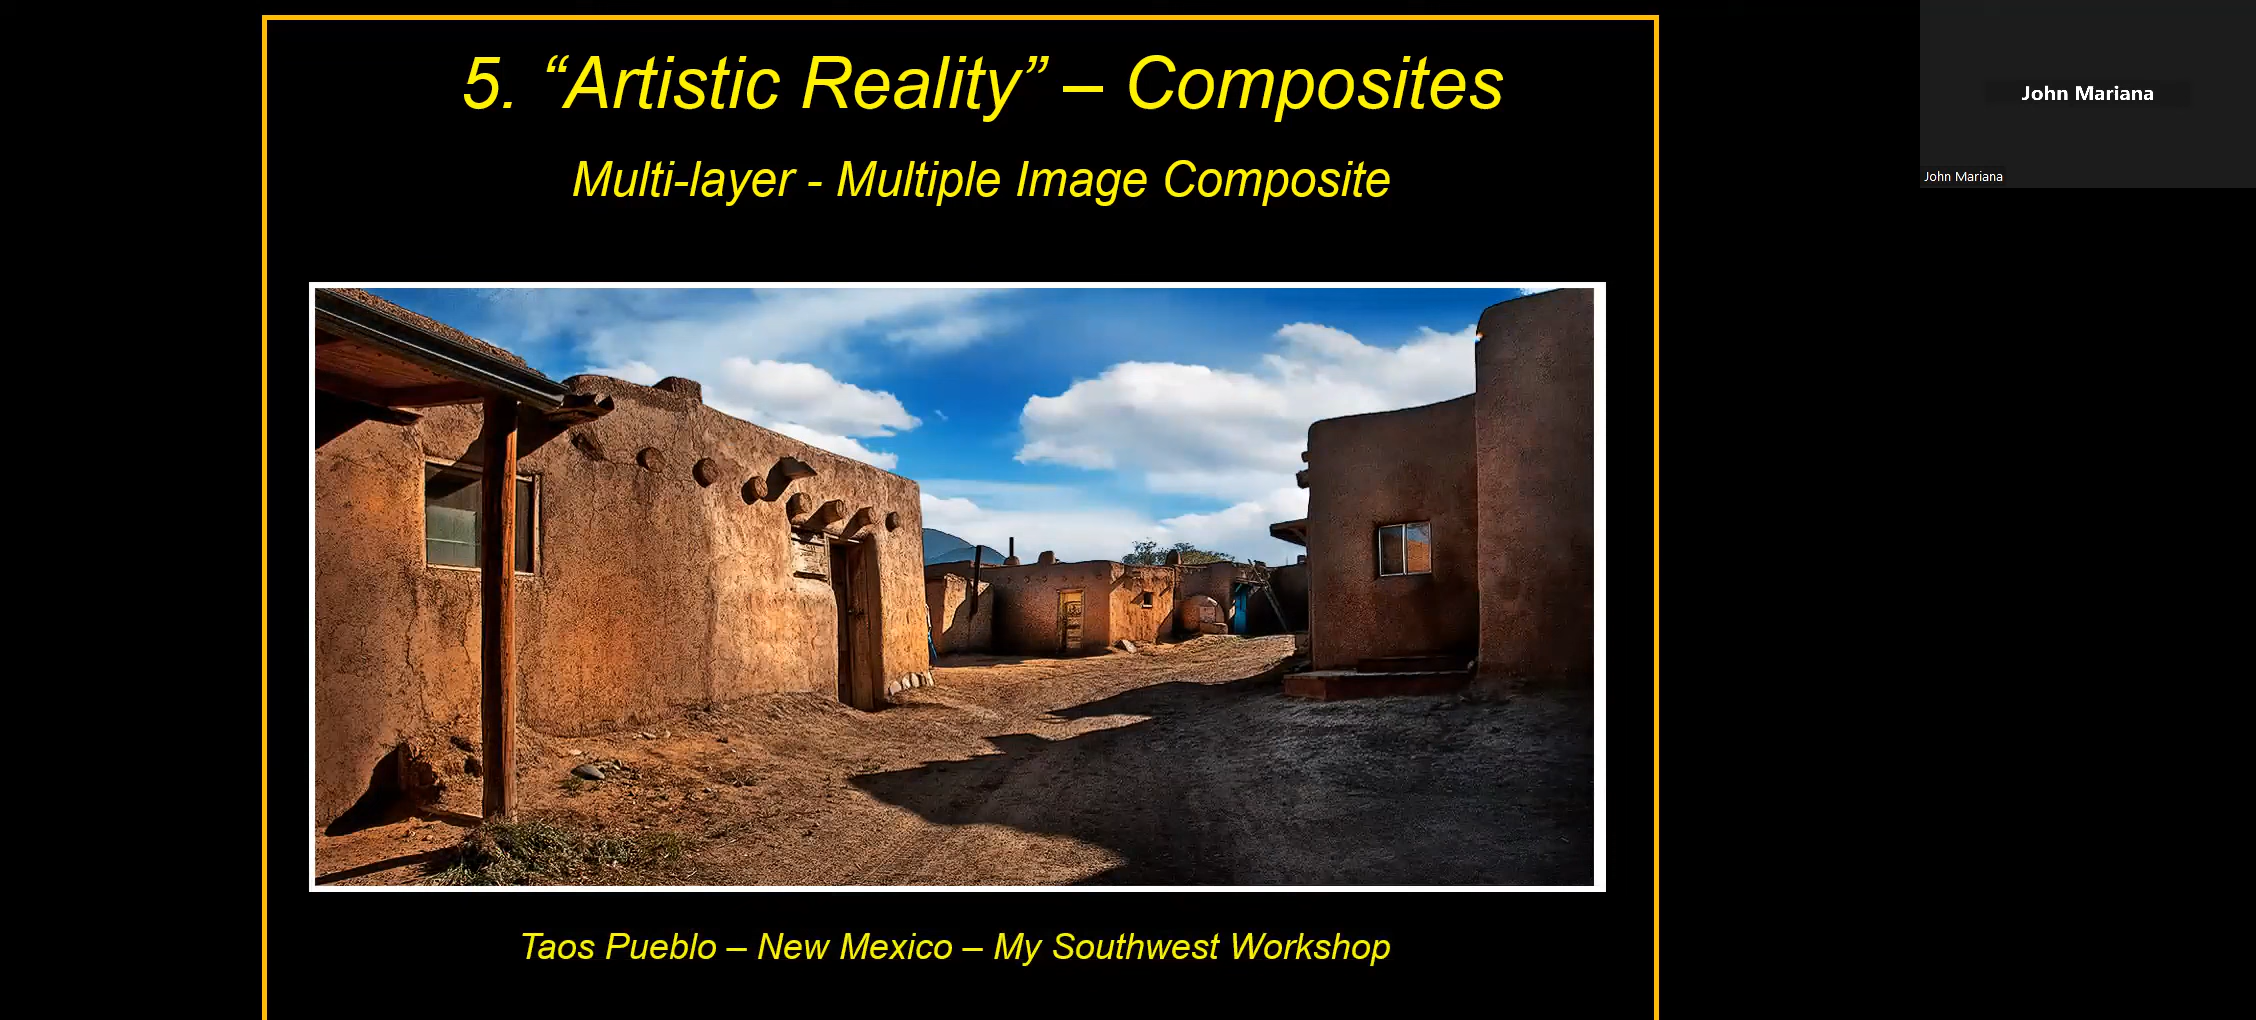 5. “Artistic Reality” – Composites
Multi-layer - Multiple Image Composite
Taos Pueblo – New Mexico – My Southwest Workshop
John Mariana
John Mariana